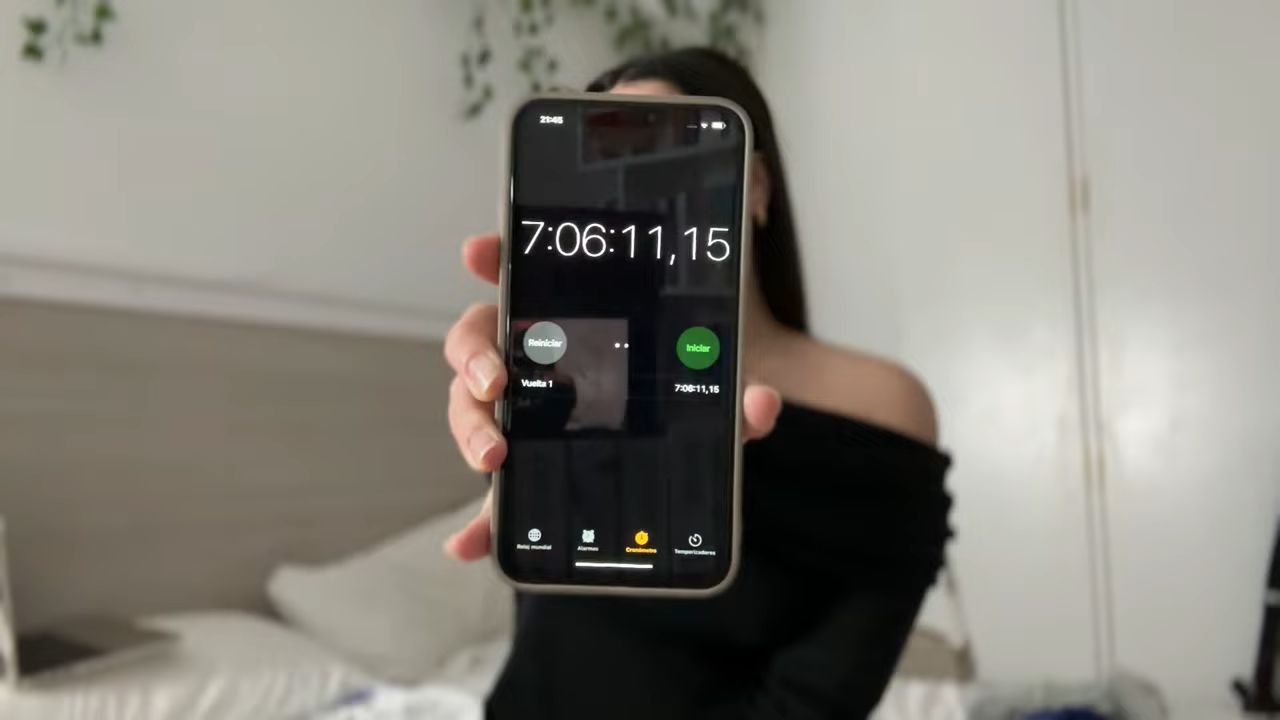 21:45
7:06:11,15
Reiniciar
Iniciar
Vuelta 1
7:06:11,15
Reloj mundial
Alarmas
Cronómetro
Temporizadores